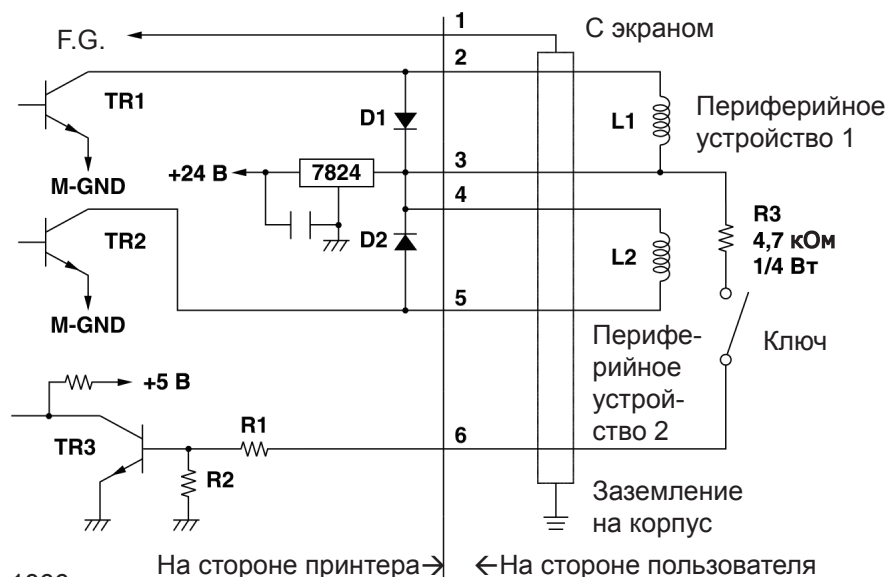 1
С экраном
F.G.
2
TR1
D1
L1
Периферийное
устройство 1
M-GND
+24 В
7824
3
4
R3
4,7 кОм
1/4 Вт
TR2
D2
L2
M-GND
5
Перифе-
рийное
устрой-
ство 2
Ключ
+5 В
R1
6
TR3
R2
Заземление
на корпус
На стороне принтера→
←На стороне пользователя